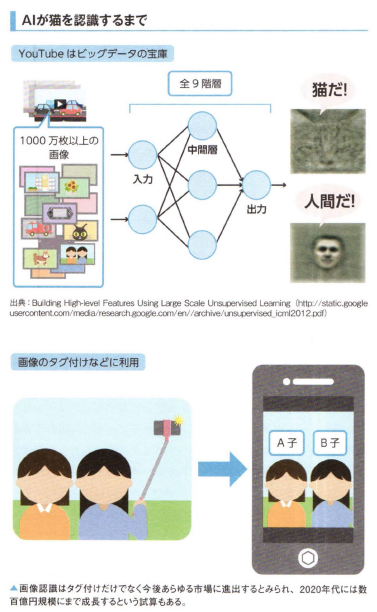 AIが猫を認識するまで
YouTubeはビッグデータの宝庫
全9階層
猫だ!
1000万枚以上の
画像
中間層
入力
出力
人間だ!
出典:Building High-level Features Using Large Scale Unsupervised Learning(http://static.google
usercontent.com/media/research.google.com/en//archive/unsupervised_icml2012.pdf)
画像のタグ付けなどに利用
A子
B子
▲画像認識はタグ付けだけでなく今後あらゆる市場に進出するとみられ、2020年代には数
百億円規模にまで成長するという試算もある。